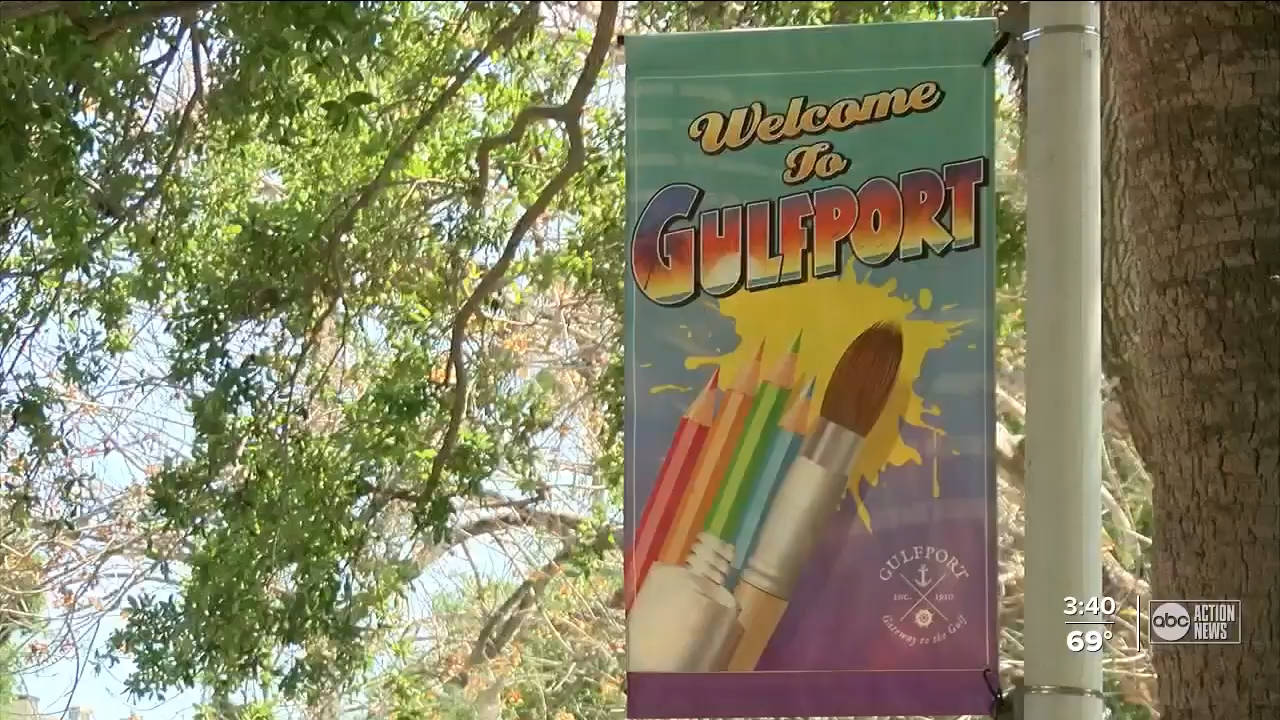 Welcome
To
GULFPORT
GULFPORT
INC. 1910
Gateway to the Gulf
3:40
69°
abc ACTION
NEWS